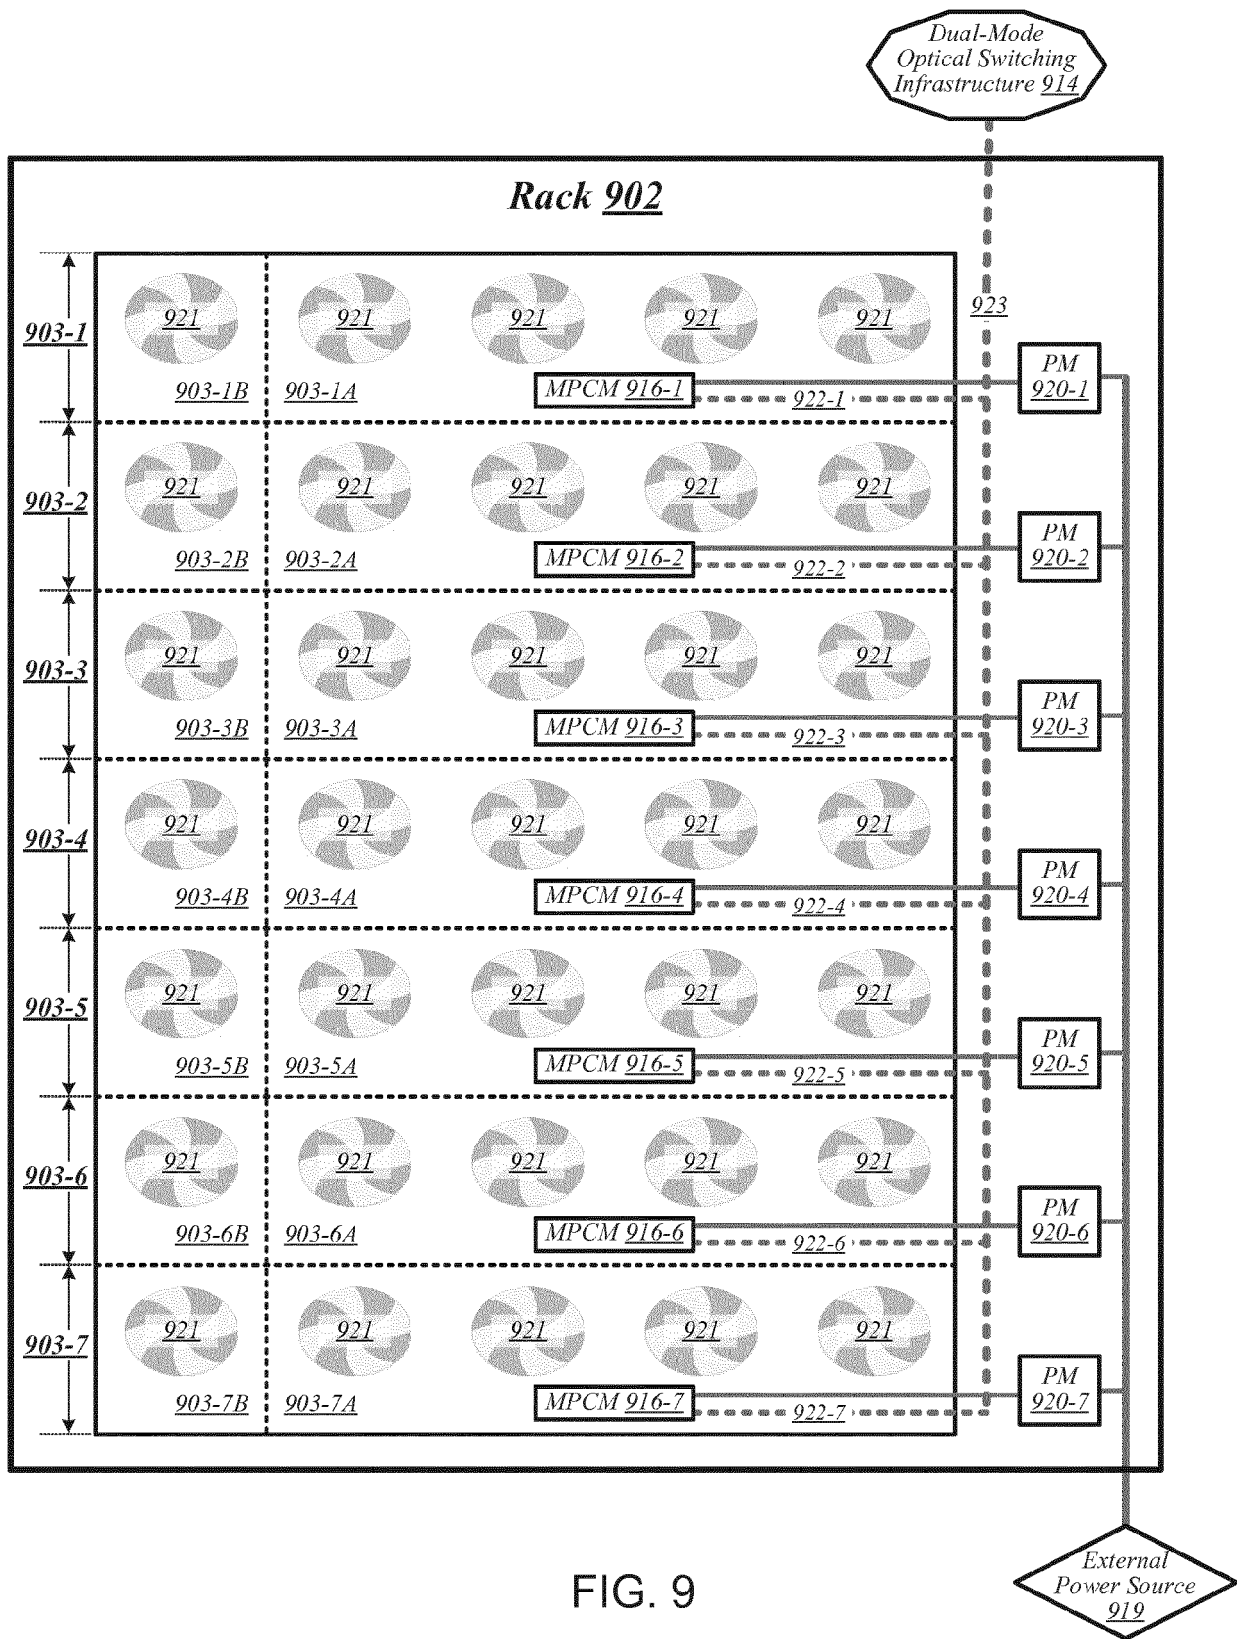 Dual-Mode
Optical Switching
Infrastructure 914
Rack 902
903-1
921 921 921 921 921
923
903-1B 903-1A MPCM 916-1 922-1
PM
920-1
903-2
921 921 921 921 921
903-2B 903-2A MPCM 916-2 922-2
PM
920-2
903-3
921 921 921 921 921
903-3B 903-3A MPCM 916-3 922-3
PM
920-3
903-4
921 921 921 921 921
903-4B 903-4A MPCM 916-4 922-4
PM
920-4
903-5
921 921 921 921 921
903-5B 903-5A MPCM 916-5 922-5
PM
920-5
903-6
921 921 921 921 921
903-6B 903-6A MPCM 916-6 922-6
PM
920-6
903-7
921 921 921 921 921
903-7B 903-7A MPCM 916-7 922-7
PM
920-7
External
Power Source
919
FIG. 9